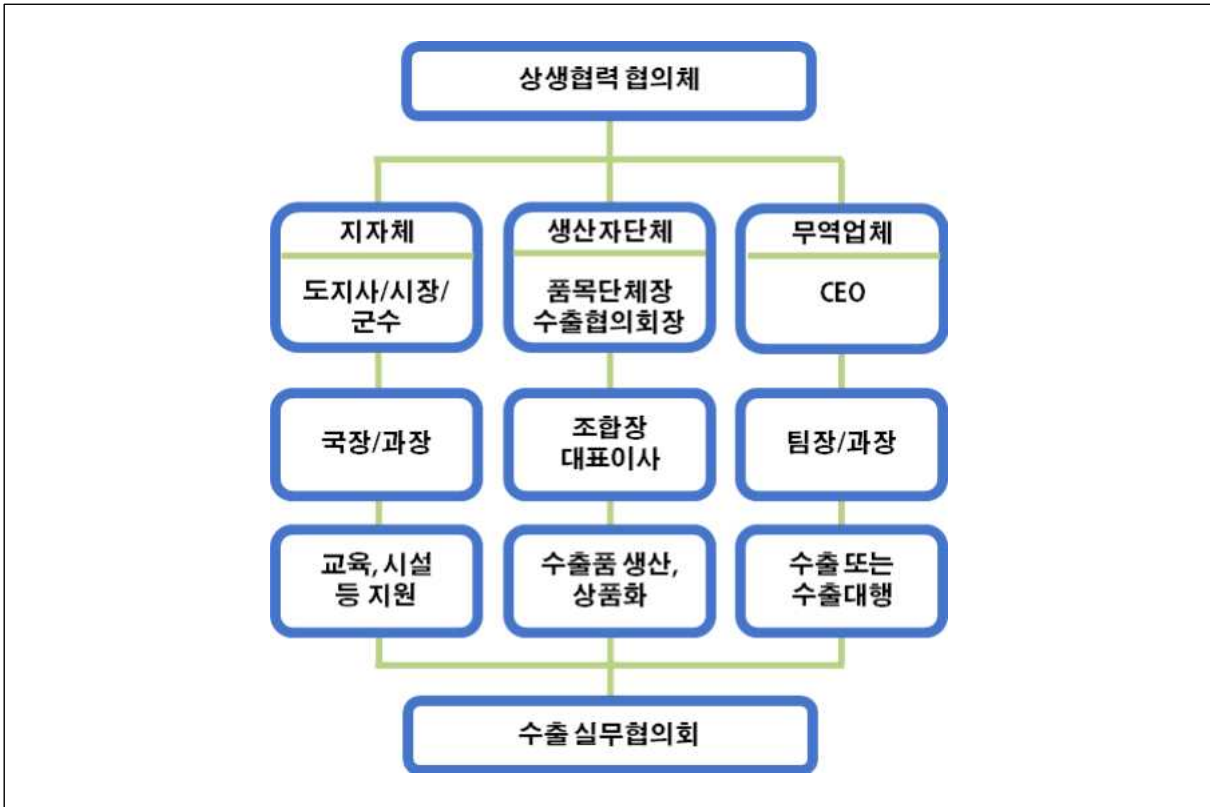 상생협력 협의체
지자체
도지사/시장/
군수
생산자단체
품목단체장
수출협의회장
무역업체
CEO
국장/과장
조합장
대표이사
팀장/과장
교육, 시설
등 지원
수출품 생산,
상품화
수출 또는
수출대행
수출 실무협의회